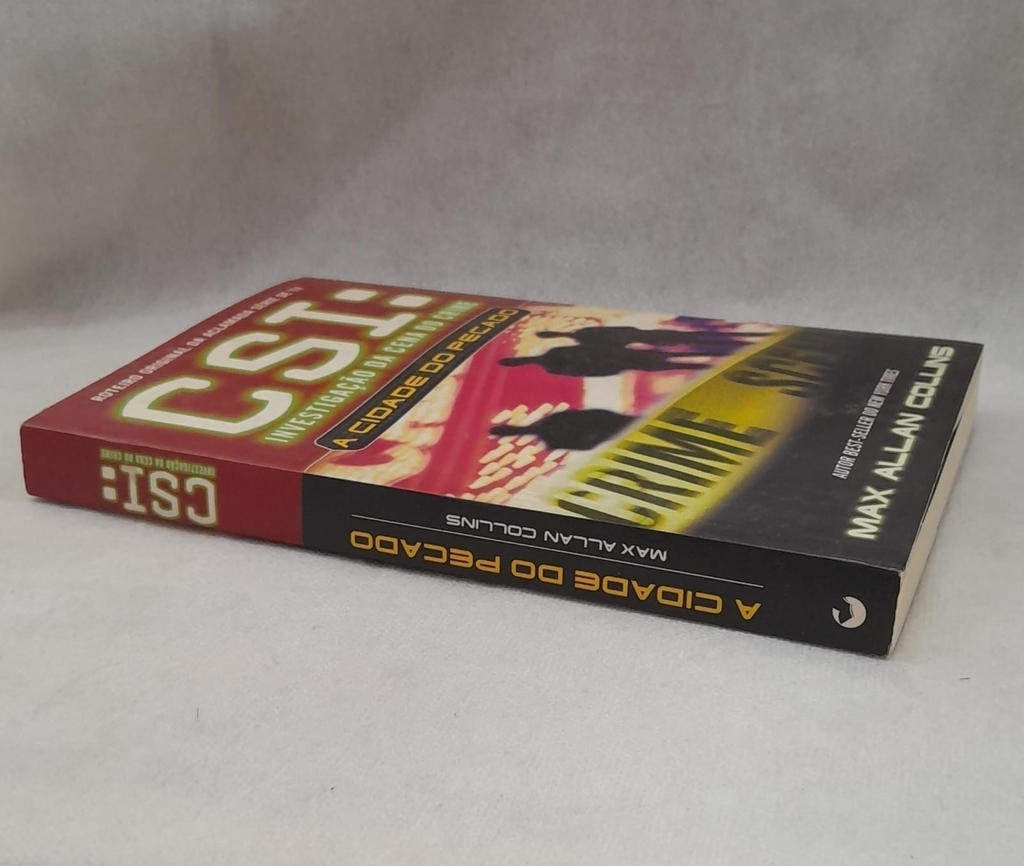 ROTEIRO ORIGINAL DA ACLAMADA SÉRIE DE TV
CSI:
INVESTIGAÇÃO DA CENA DO CRIME
A CIDADE DO PECADO
CRIME
AUTOR BEST-SELLER DO NEW YORK TIMES
MAX ALLAN COLLINS
CSI:
INVESTIGAÇÃO DA CENA DO CRIME
MAX ALLAN COLLINS
A CIDADE DO PECADO